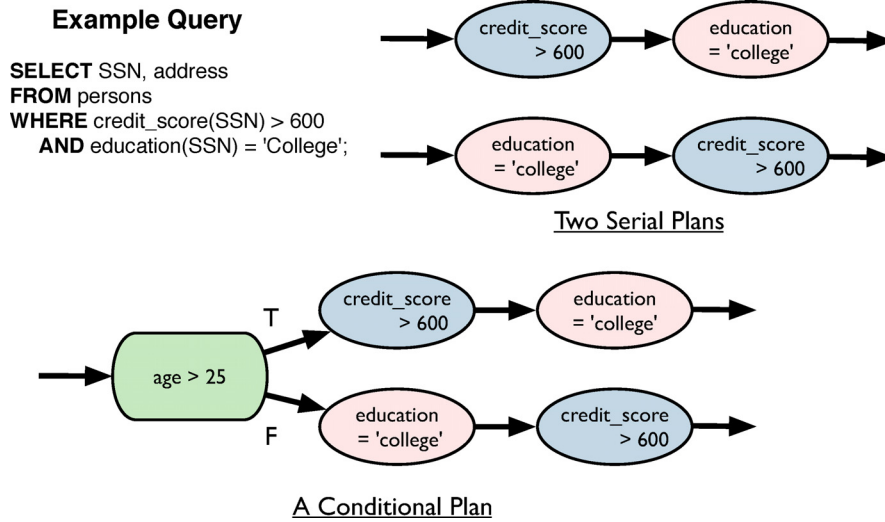 Example Query
SELECT SSN, address
FROM persons
WHERE credit_score(SSN) > 600
AND education(SSN) = 'College';
credit_score
> 600
education
= 'college'
education
= 'college'
credit_score
> 600
Two Serial Plans
age > 25
T
credit_score
> 600
education
= 'college'
F
education
= 'college'
credit_score
> 600
A Conditional Plan